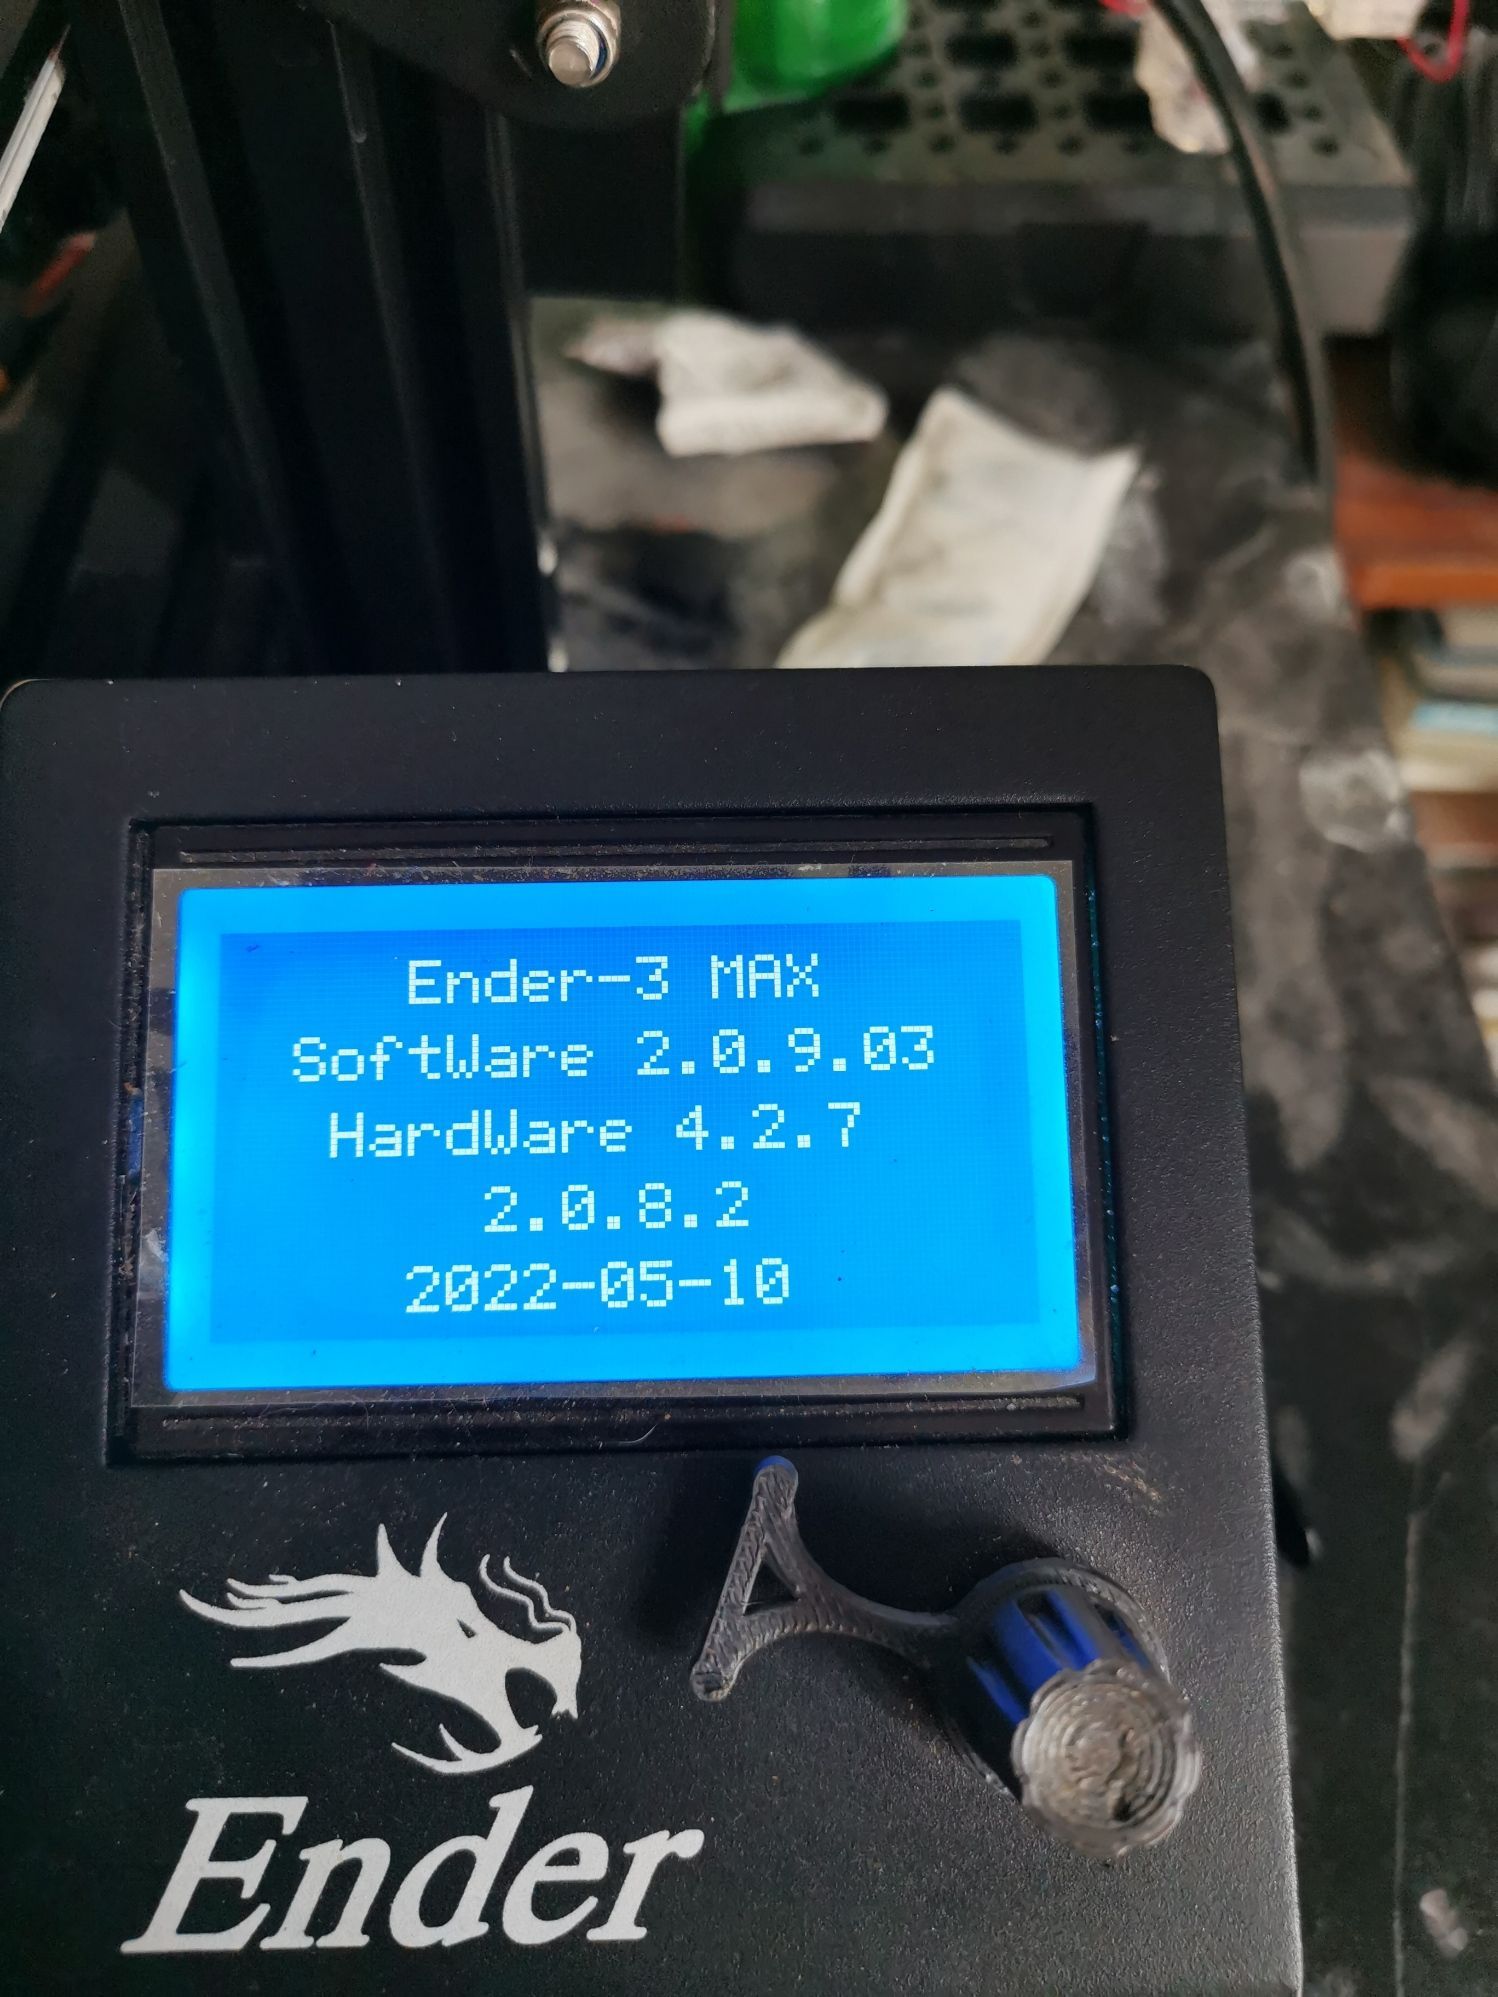 Ender-3 MAX
SoftWare 2.0.9.03
HardWare 4.2.7
2.0.8.2
2022-05-10
Ender